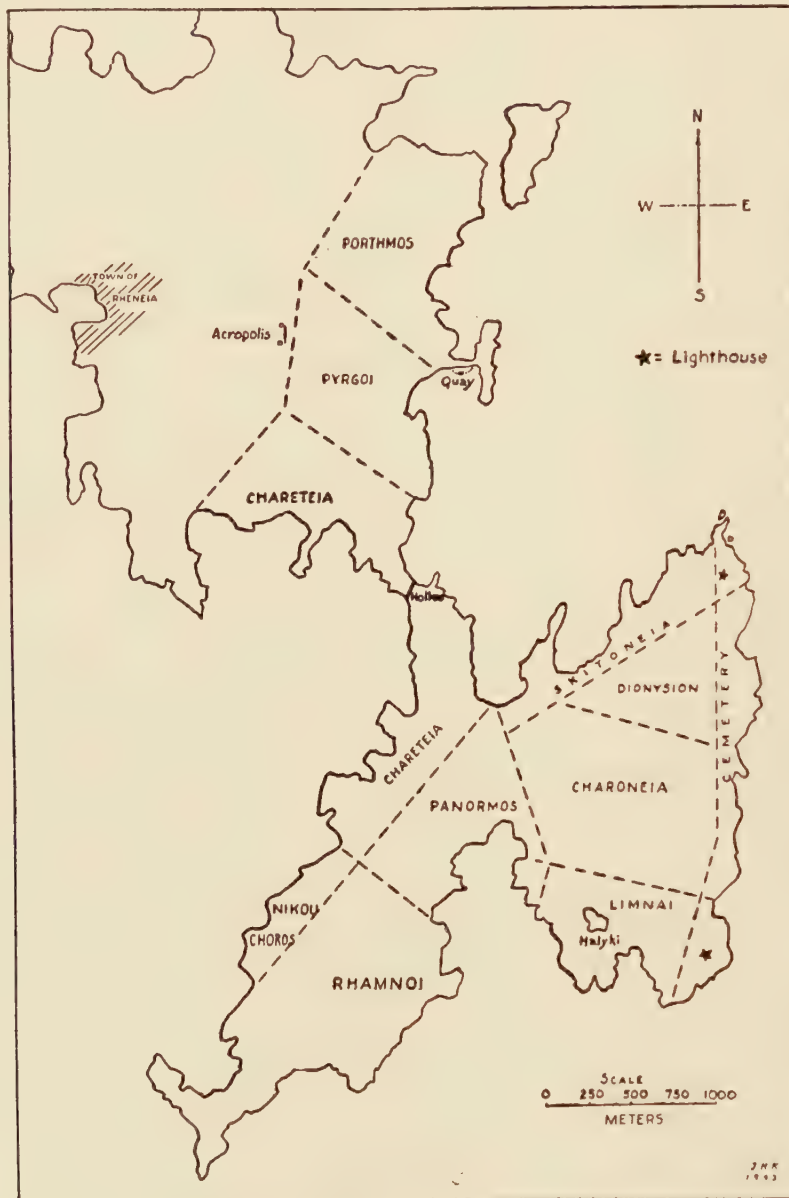 N
W E
S
PORTHMOS
TOWN OF
RHENEIA
Acropolis
★= Lighthouse
PYRGOI
Quay
CHARETEIA
SKITONEIA
DIONYSION
CEMETERY
CHARETEIA
CHARONEIA
PANORMOS
LIMNAI
NIKOU
CHOROS
Halyki
RHAMNOI
SCALE
0 250 500 750 1000
METERS
JHK
1943